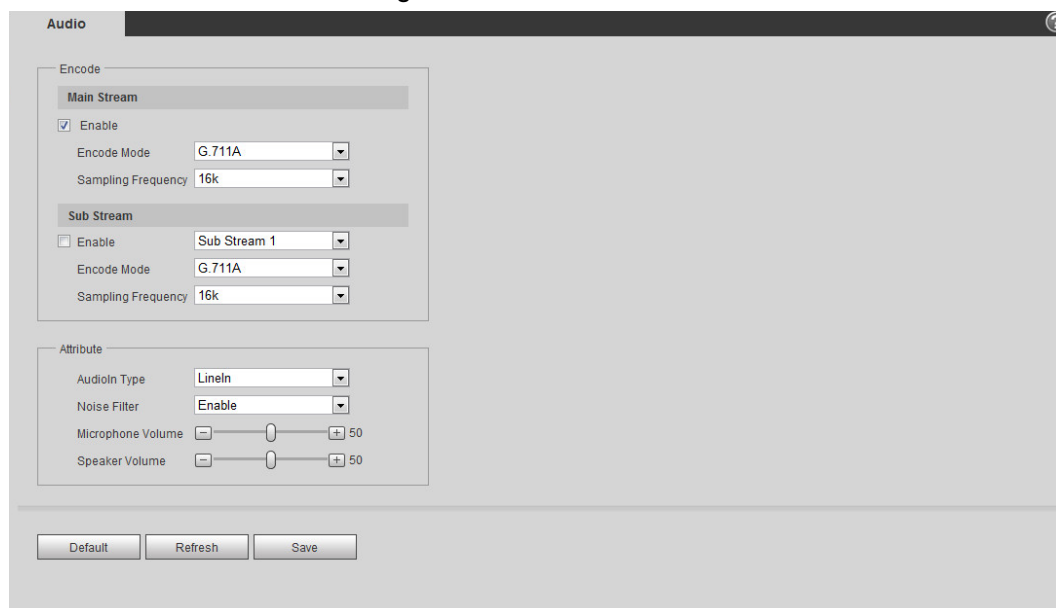 Audio
Encode
Main Stream
Enable
Encode Mode G.711A
Sampling Frequency 16k
Sub Stream
Enable Sub Stream 1
Encode Mode G.711A
Sampling Frequency 16k
Attribute
AudioIn Type LineIn
Noise Filter Enable
Microphone Volume 50
Speaker Volume 50
Default Refresh Save